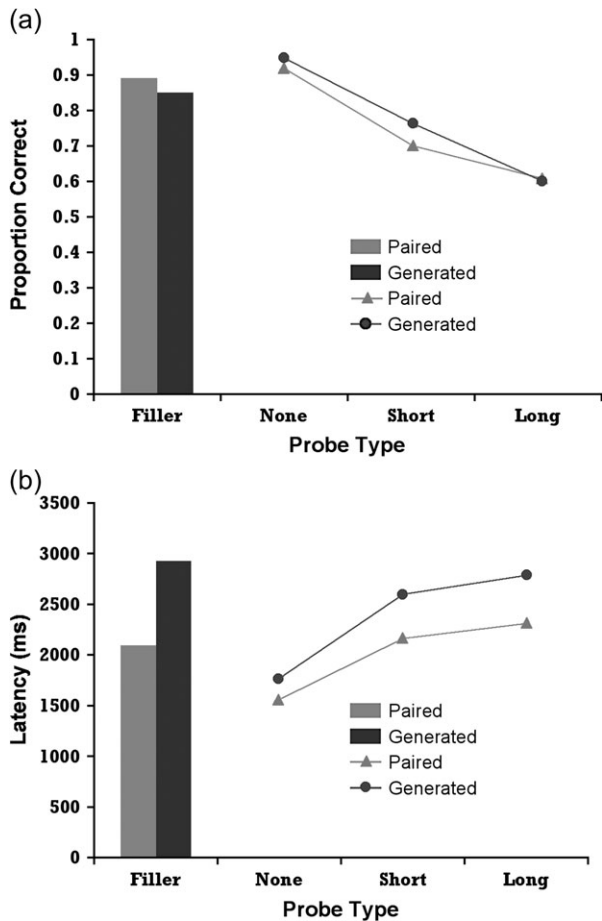 (a)
1
0.9
0.8
0.7
0.6
0.5
0.4
0.3
0.2
0.1
0
Proportion Correct
Paired
Generated
Paired
Generated
Filler None Short Long
Probe Type
(b)
3500
3000
2500
2000
1500
1000
500
0
Latency (ms)
Paired
Generated
Paired
Generated
Filler None Short Long
Probe Type